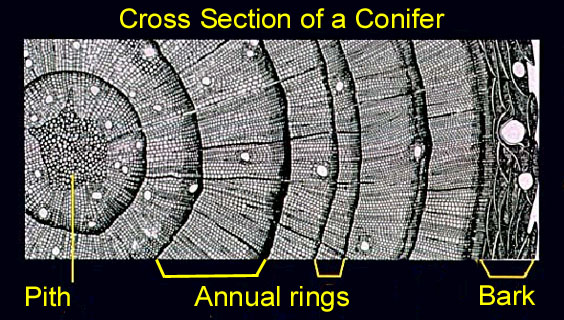 Cross Section of a Conifer
Pith
Annual rings
Bark